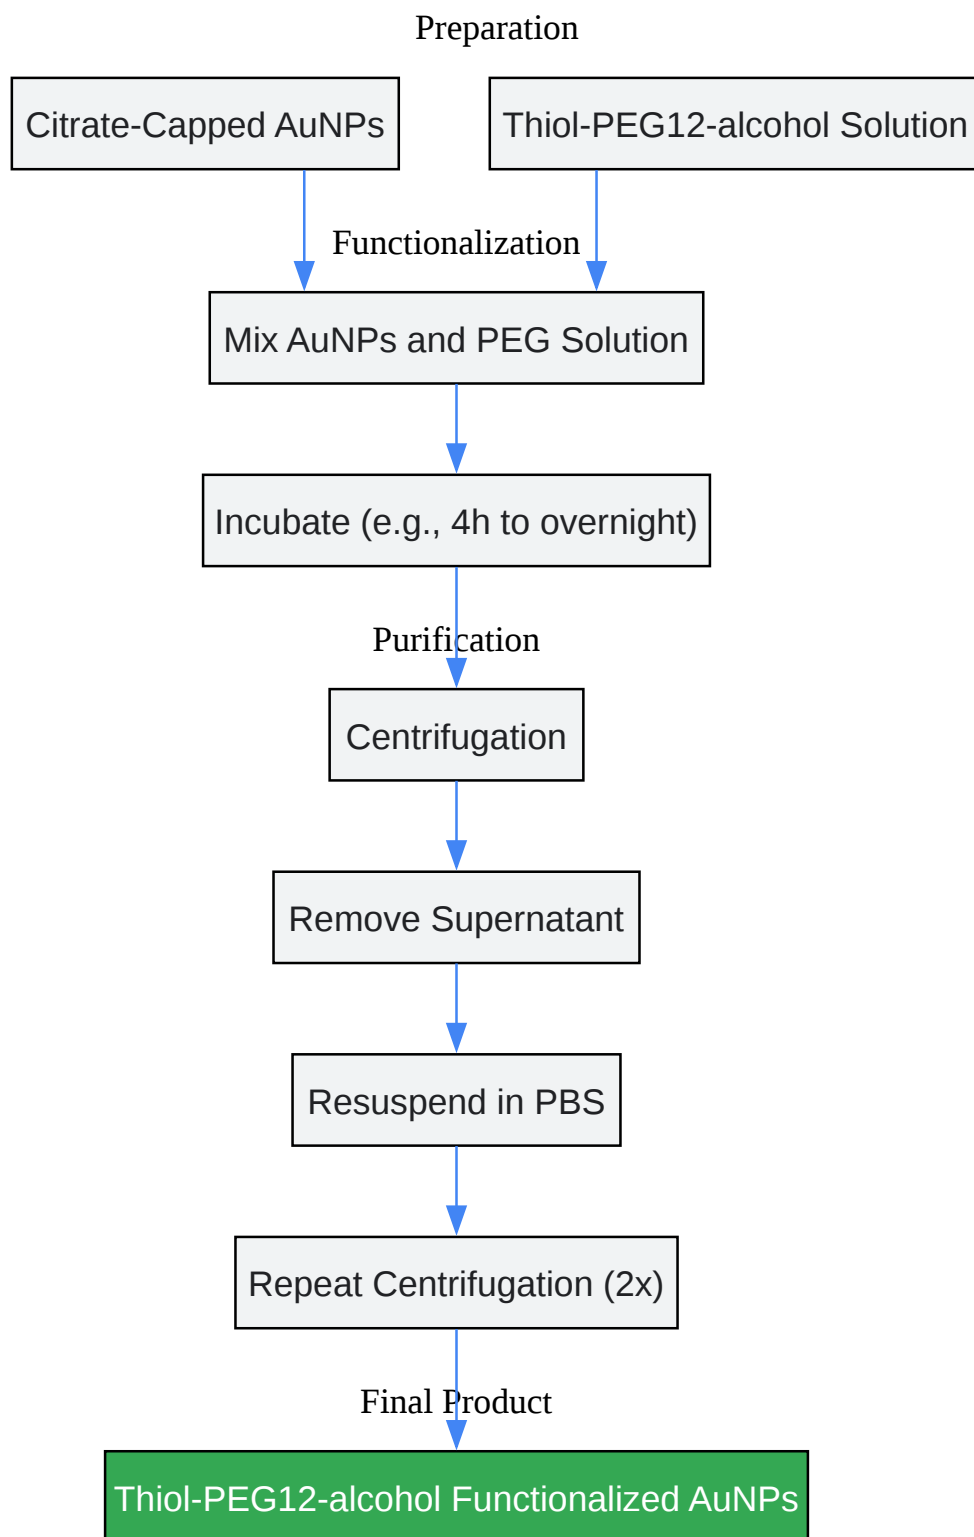 Preparation
Citrate-Capped AuNPs
Thiol-PEG12-alcohol Solution
Functionalization
Mix AuNPs and PEG Solution
Incubate (e.g., 4h to overnight)
Purification
Centrifugation
Remove Supernatant
Resuspend in PBS
Repeat Centrifugation (2x)
Final Product
Thiol-PEG12-alcohol Functionalized AuNPs